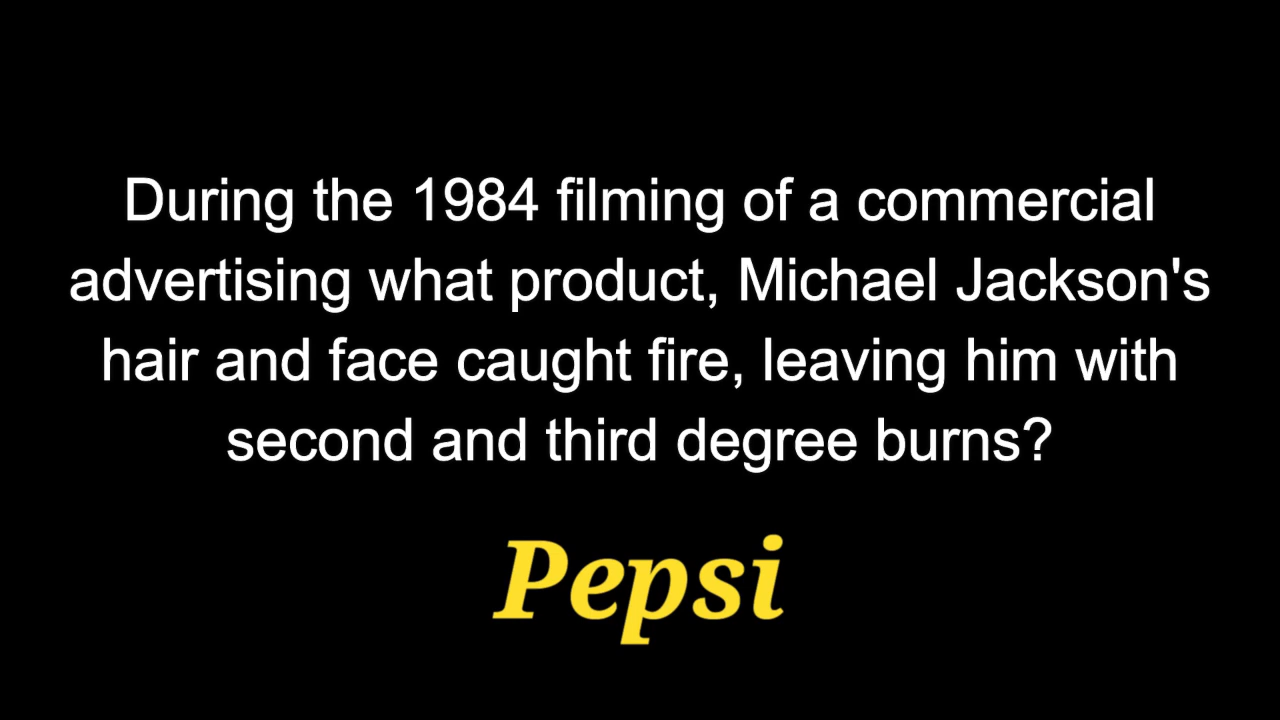 During the 1984 filming of a commercial
advertising what product, Michael Jackson's
hair and face caught fire, leaving him with
second and third degree burns?
Pepsi